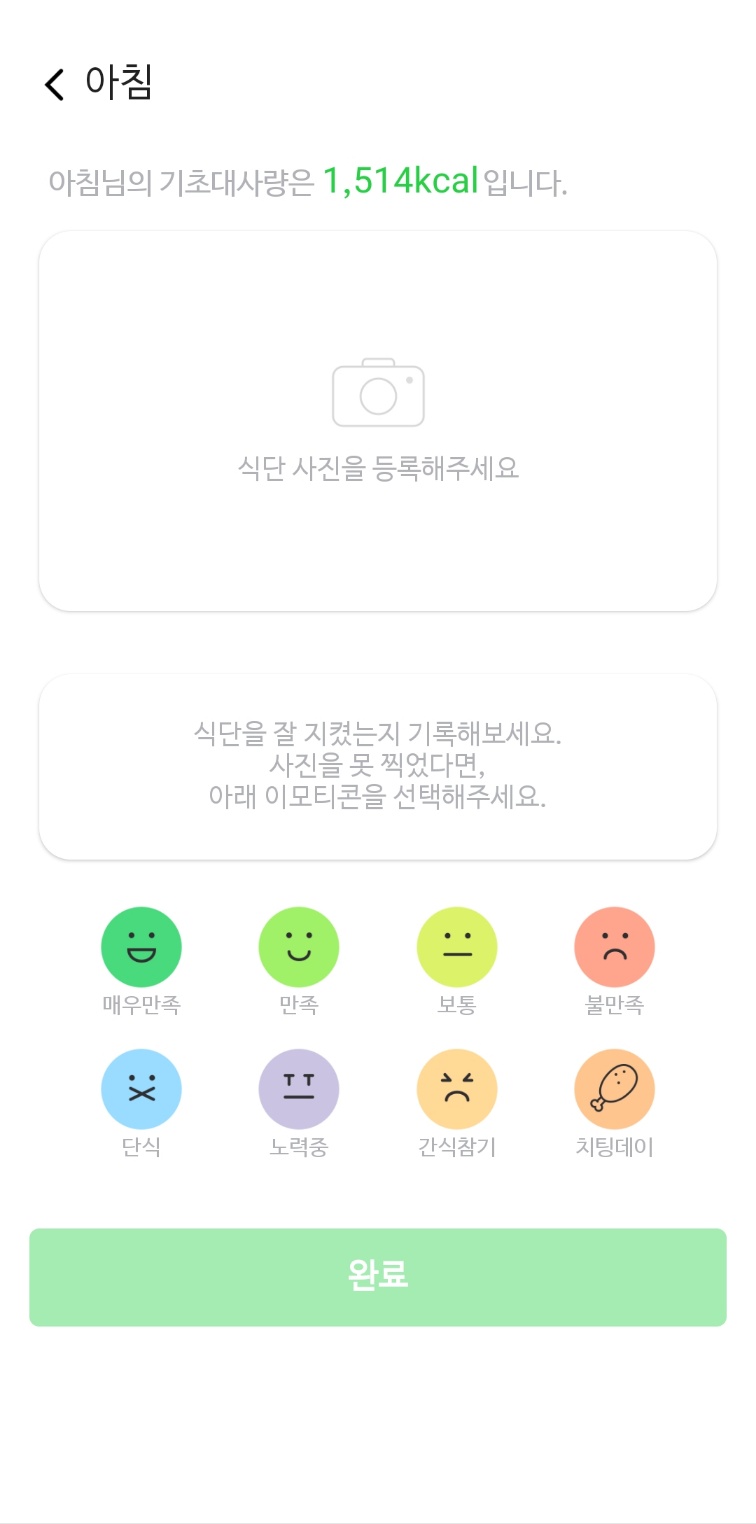 아침
아침님의 기초대사량은 1,514kcal 입니다.
식단 사진을 등록해주세요
식단을 잘 지켰는지 기록해보세요.
사진을 못 찍었다면,
아래 이모티콘을 선택해주세요.
매우만족 만족 보통 불만족
단식 노력중 간식참기 치팅데이
완료